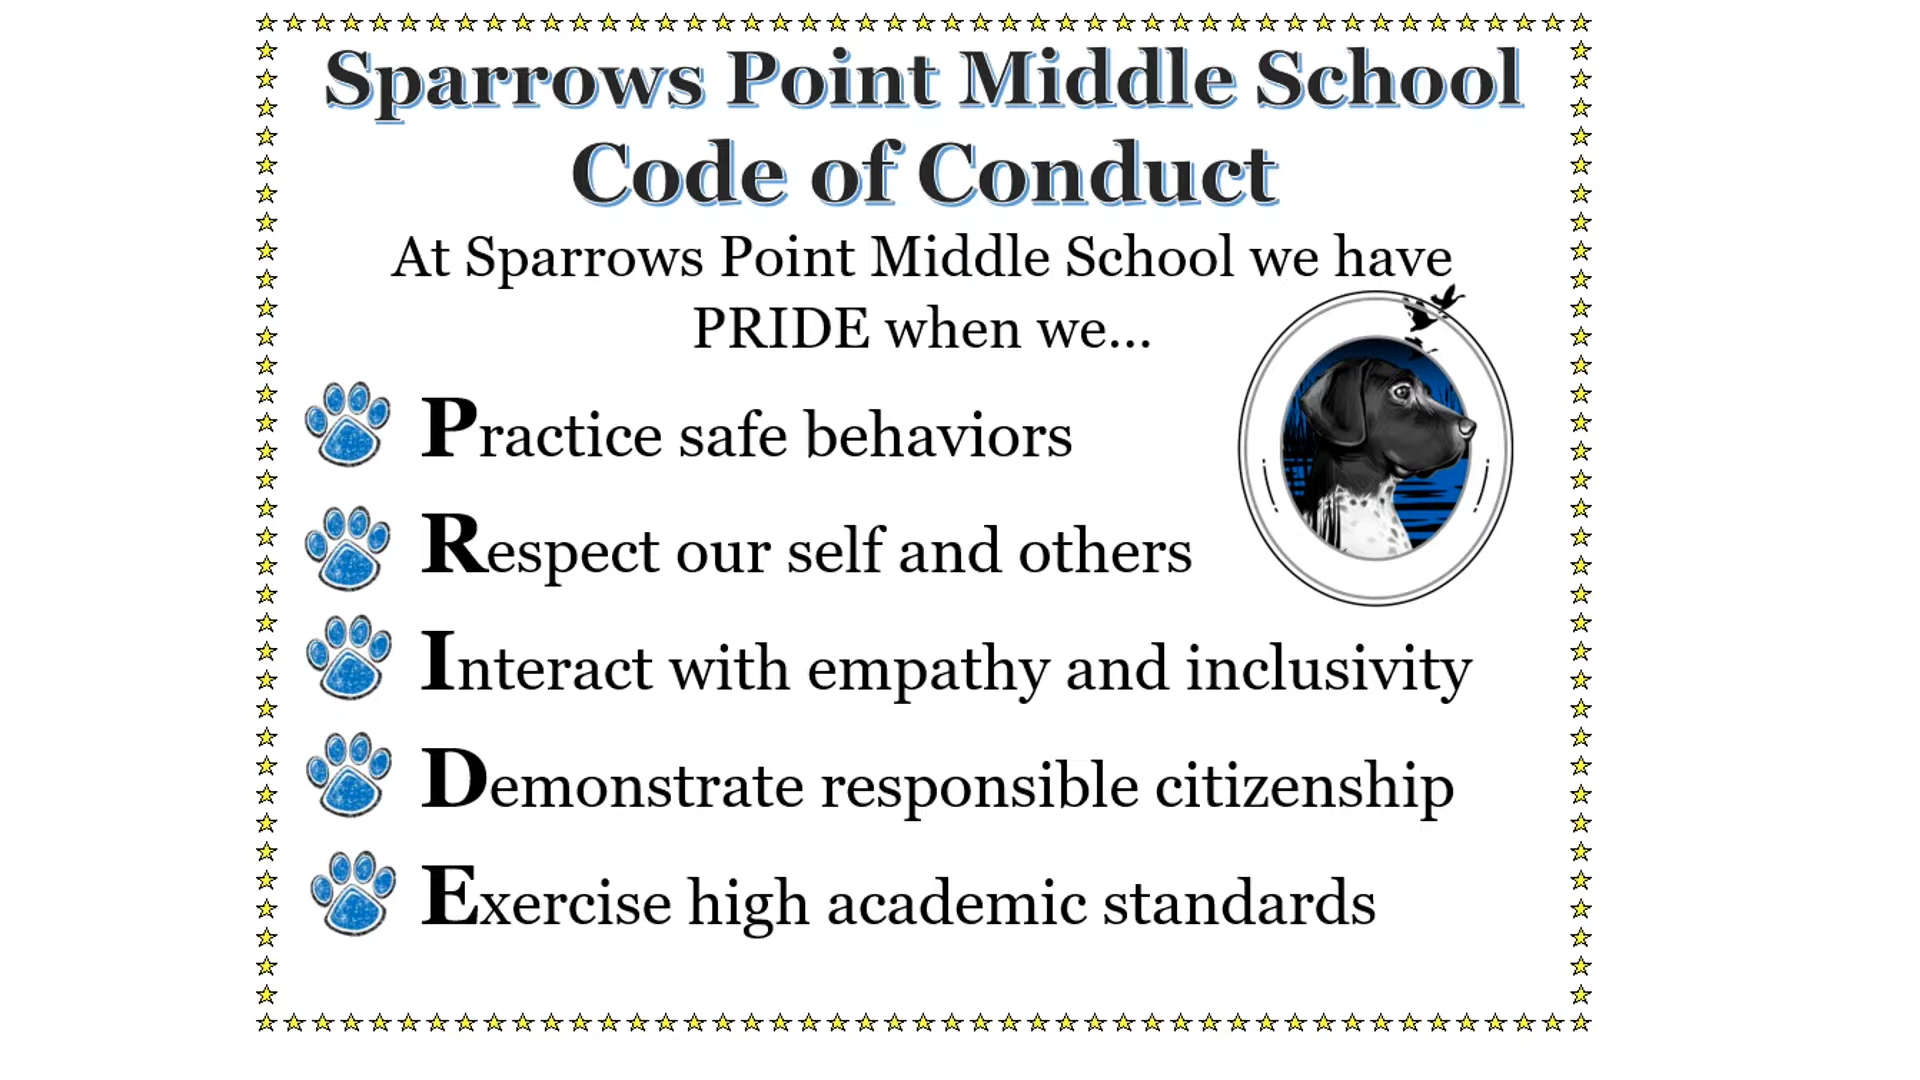 Sparrows Point Middle School
Code of Conduct
At Sparrows Point Middle School we have
PRIDE when we...
Practice safe behaviors
Respect our self and others
Interact with empathy and inclusivity
Demonstrate responsible citizenship
Exercise high academic standards